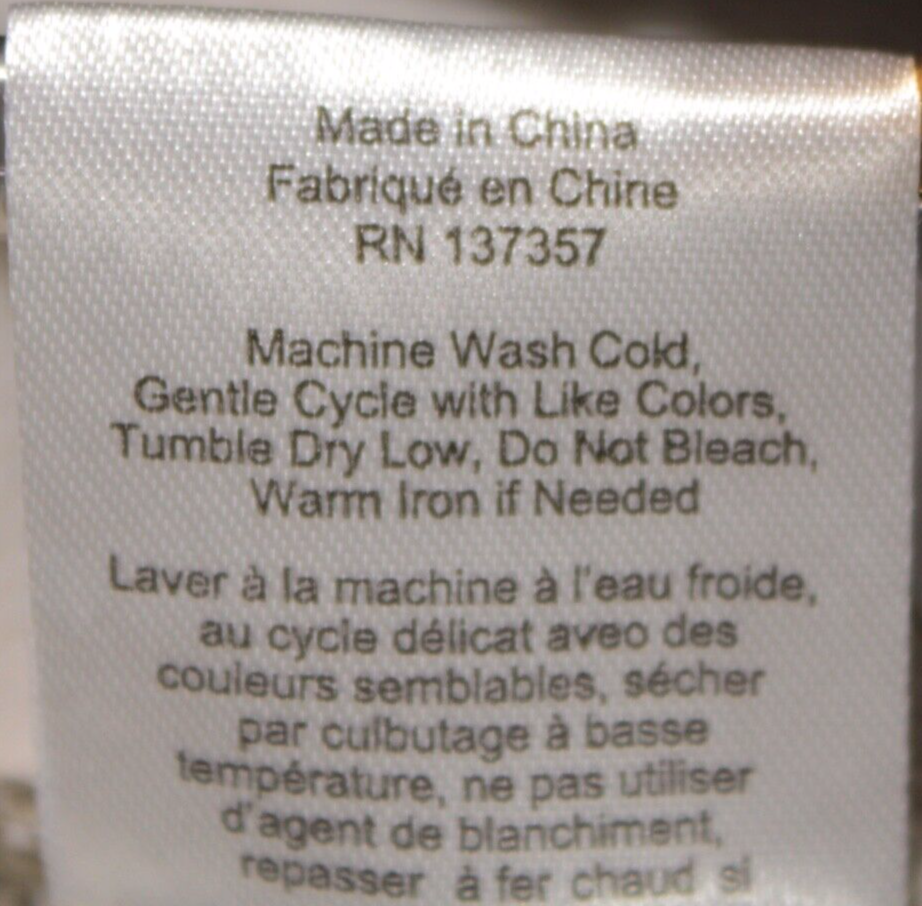 Made in China
Fabriqué en Chine
RN 137357
Machine Wash Cold,
Gentle Cycle with Like Colors,
Tumble Dry Low, Do Not Bleach,
Warm Iron if Needed
Laver à la machine à l'eau froide,
au cycle délicat aveo des
couleurs semblables, sécher
par culbutage à basse
température, ne pas utiliser
d'agent de blanchiment,
repasser à fer chaud si